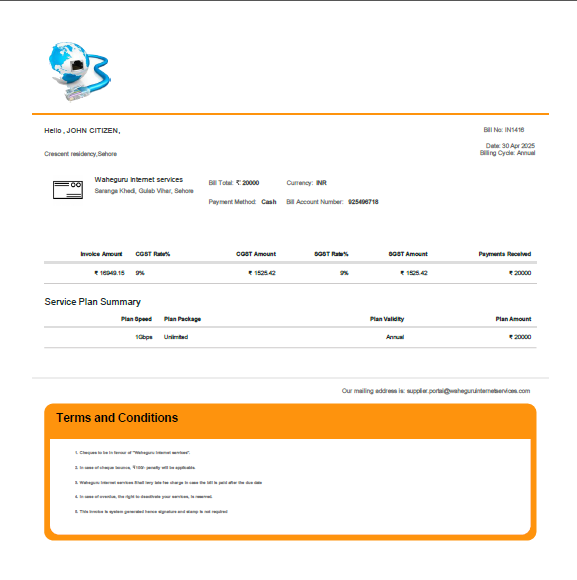 Hello , JOHN CITIZEN,
Bill No: IN1416
Date: 30 Apr 2025
Crescent residency,Sehore
Billing Cycle: Annual
Waheguru internet services
Saranga Khedi, Gulab Vihar, Sehore
Bill Total: ₹ 20000 Currency: INR
Payment Method: Cash Bill Account Number: 925496718
Invoice Amount CGST Rate% CGST Amount SGST Rate% SGST Amount Payments Received
₹ 16949.15 9% ₹ 1525.42 9% ₹ 1525.42 ₹ 20000
Service Plan Summary
Plan Speed Plan Package Plan Validity Plan Amount
1Gbps Unlimited Annual ₹ 20000
Our mailing address is: supplier.portal@waheguruinternetservices.com
Terms and Conditions
1. Cheques to be in favour of "Waheguru internet services".
2. In case of cheque bounce, ₹100/- penalty will be applicable.
3. Waheguru internet services Shall levy late fee charge in case the bill is paid after the due date
4. In case of overdue, the right to deactivate your services, is reserved.
5. This invoice is system generated hence signature and stamp is not required